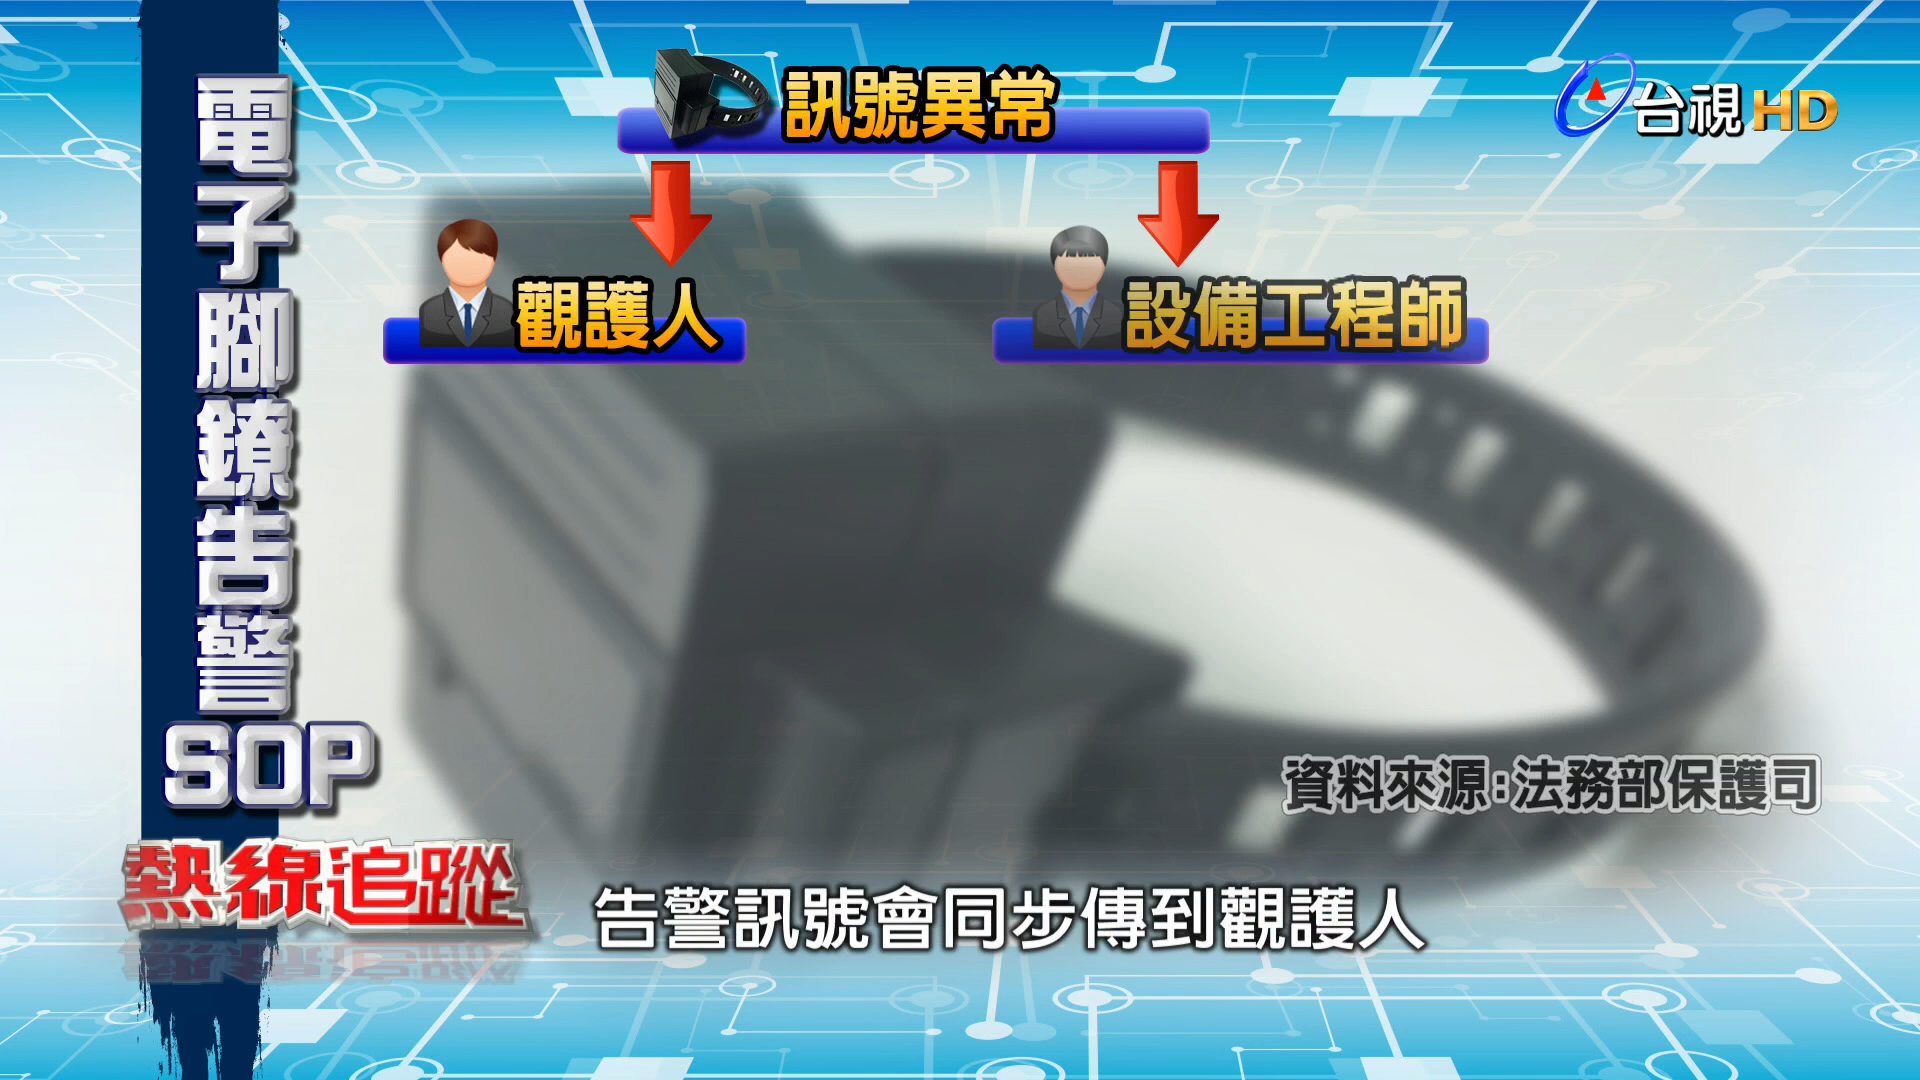 電子腳鐐告警SOP
訊號異常
台視HD
觀護人
設備工程師
資料來源:法務部保護司
熱線追蹤
告警訊號會同步傳到觀護人